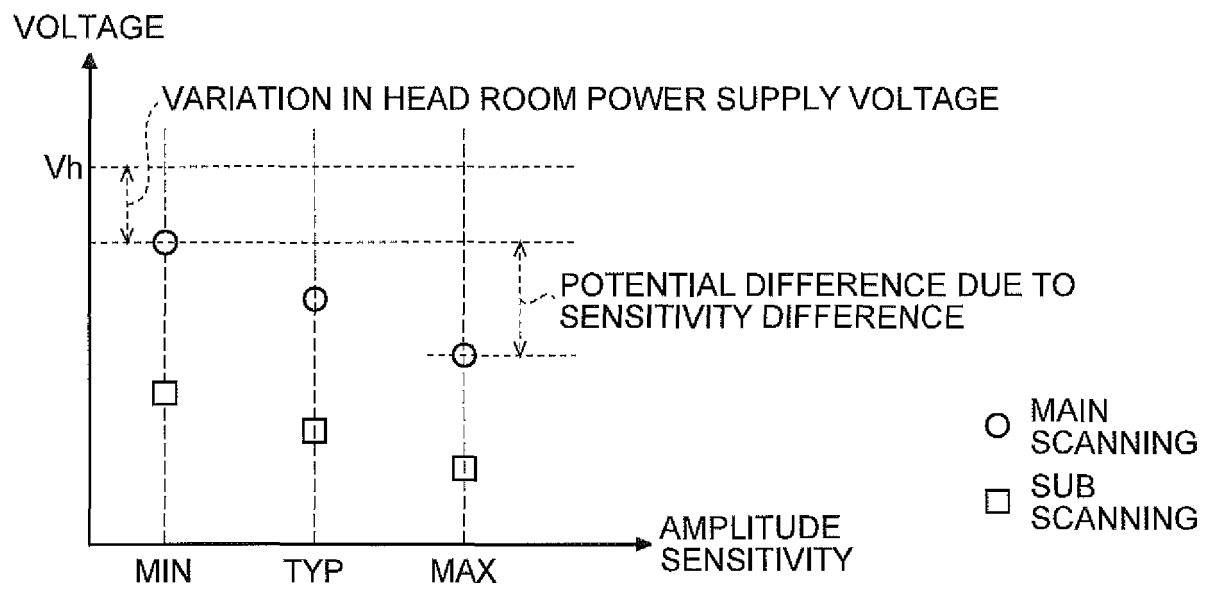 VOLTAGE
VARIATION IN HEAD ROOM POWER SUPPLY VOLTAGE
Vh
POTENTIAL DIFFERENCE DUE TO
SENSITIVITY DIFFERENCE
MAIN
SCANNING
SUB
SCANNING
AMPLITUDE
SENSITIVITY
MIN TYP MAX